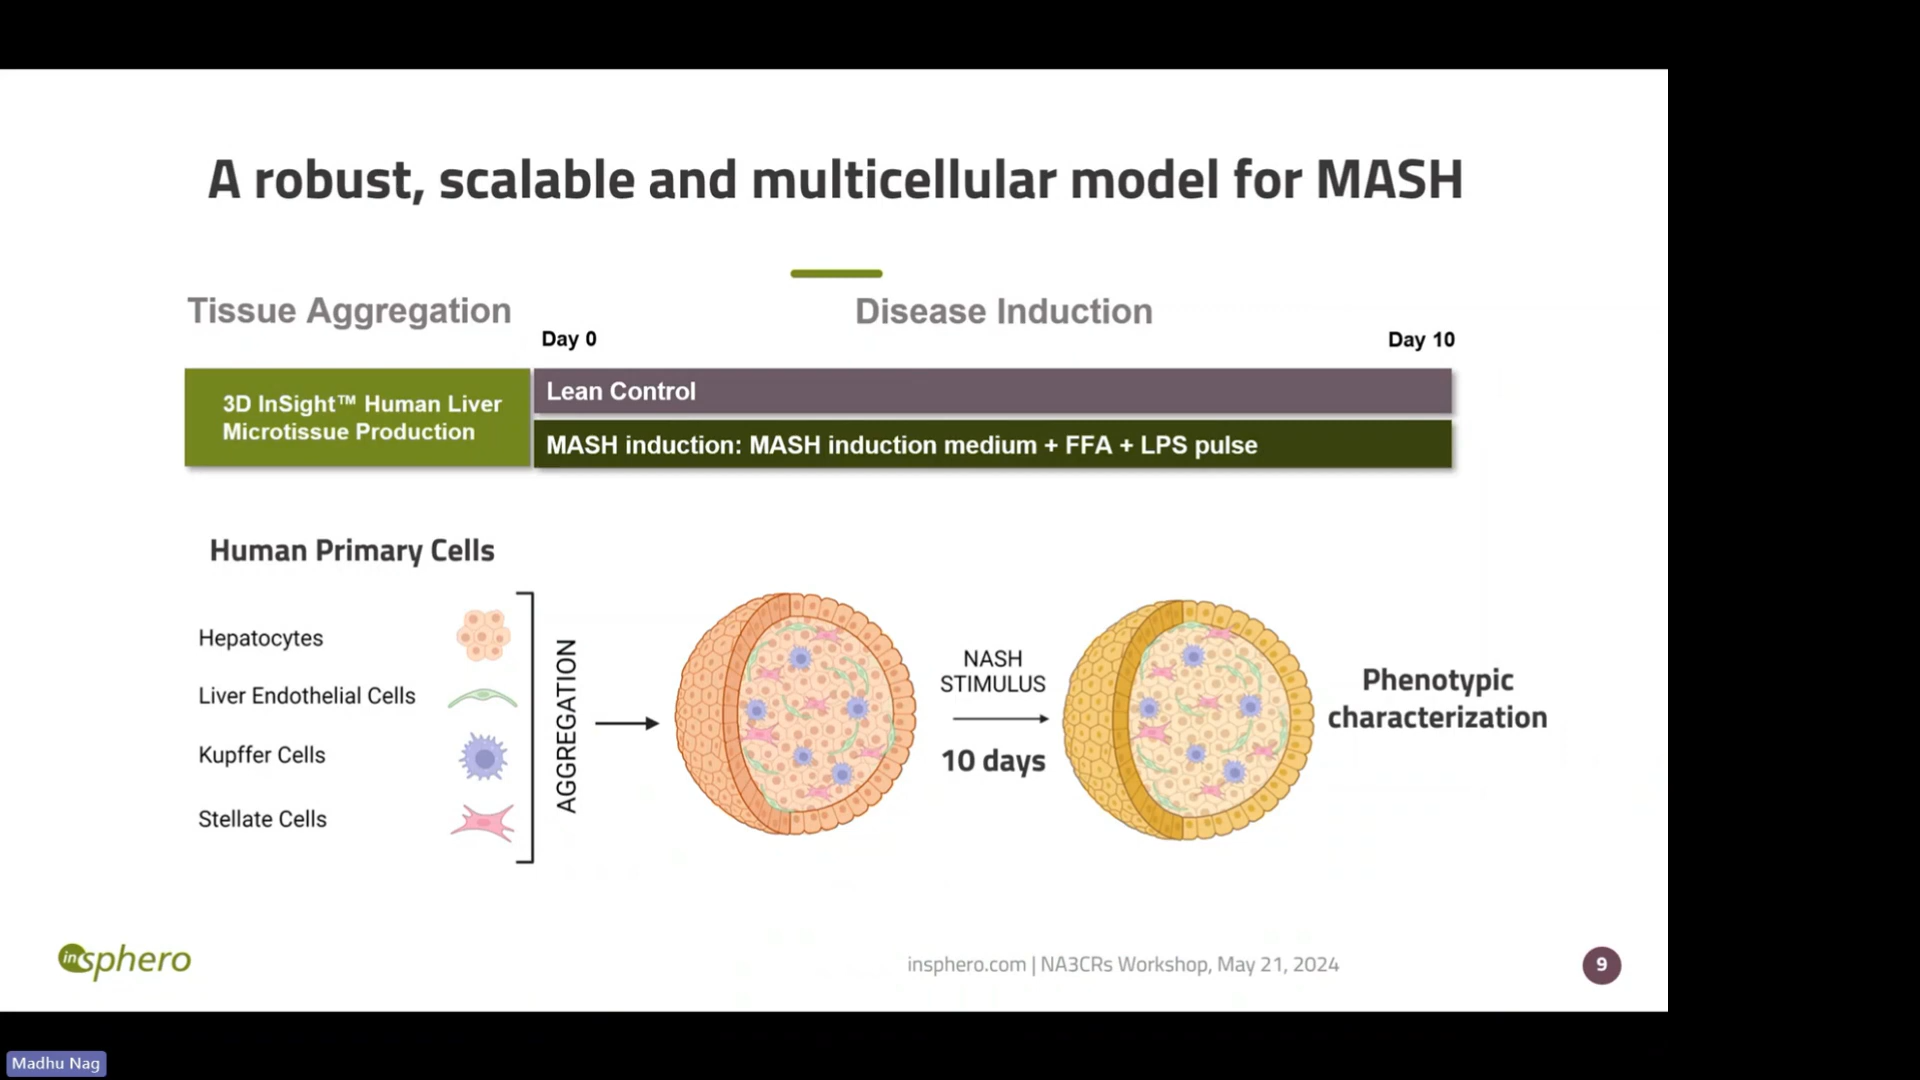 A robust, scalable and multicellular model for MASH
Tissue Aggregation
Disease Induction
Day 0
Day 10
3D InSight™ Human Liver
Microtissue Production
Lean Control
MASH induction: MASH induction medium + FFA + LPS pulse
Human Primary Cells
Hepatocytes
Liver Endothelial Cells
Kupffer Cells
Stellate Cells
AGGREGATION
NASH
STIMULUS
10 days
Phenotypic
characterization
insphero
insphero.com | NA3CRs Workshop, May 21, 2024
9
Madhu Nag